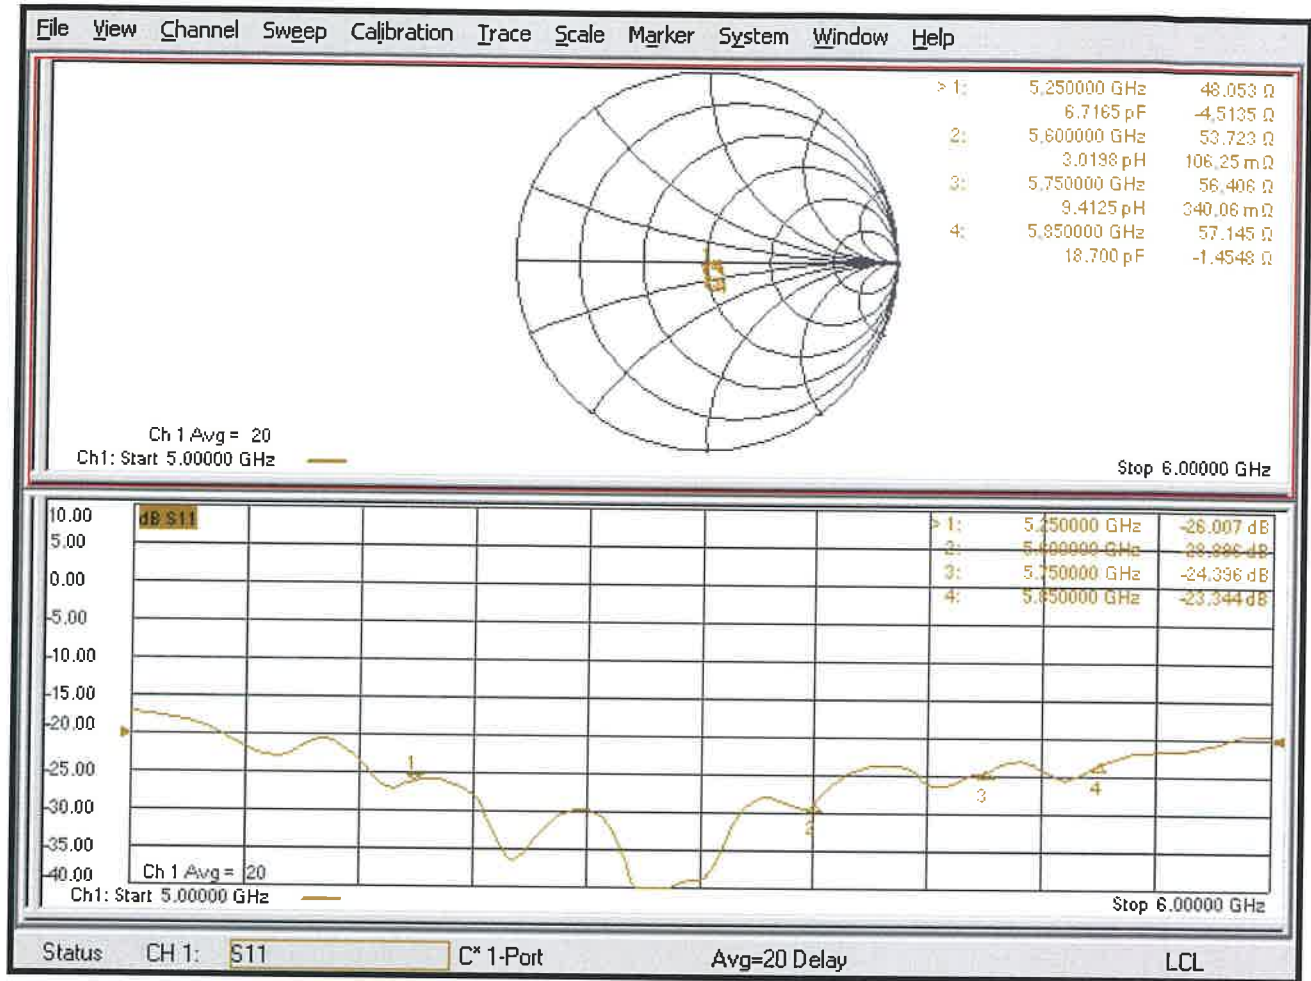 File View Channel Sweep Calibration Trace Scale Marker System Window Help
> 1: 5.250000 GHz 48.053 Ω
6.7165 pF -4.5135 Ω
2: 5.600000 GHz 53.723 Ω
3.0198 pH 106.25 mΩ
3: 5.750000 GHz 56.406 Ω
9.4125 pH 340.06 mΩ
4: 5.850000 GHz 57.145 Ω
18.700 pF -1.4548 Ω
Ch 1 Avg = 20
Ch1: Start 5.00000 GHz
Stop 6.00000 GHz
10.00
5.00
0.00
-5.00
-10.00
-15.00
-20.00
-25.00
-30.00
-35.00
-40.00
dB S11
> 1: 5.250000 GHz -26.007 dB
2: 5.600000 GHz -28.886 dB
3: 5.750000 GHz -24.396 dB
4: 5.850000 GHz -23.344 dB
1
2
3
4
Ch 1 Avg = 20
Ch1: Start 5.00000 GHz
Stop 6.00000 GHz
Status CH 1: S11 C* 1-Port Avg=20 Delay LCL